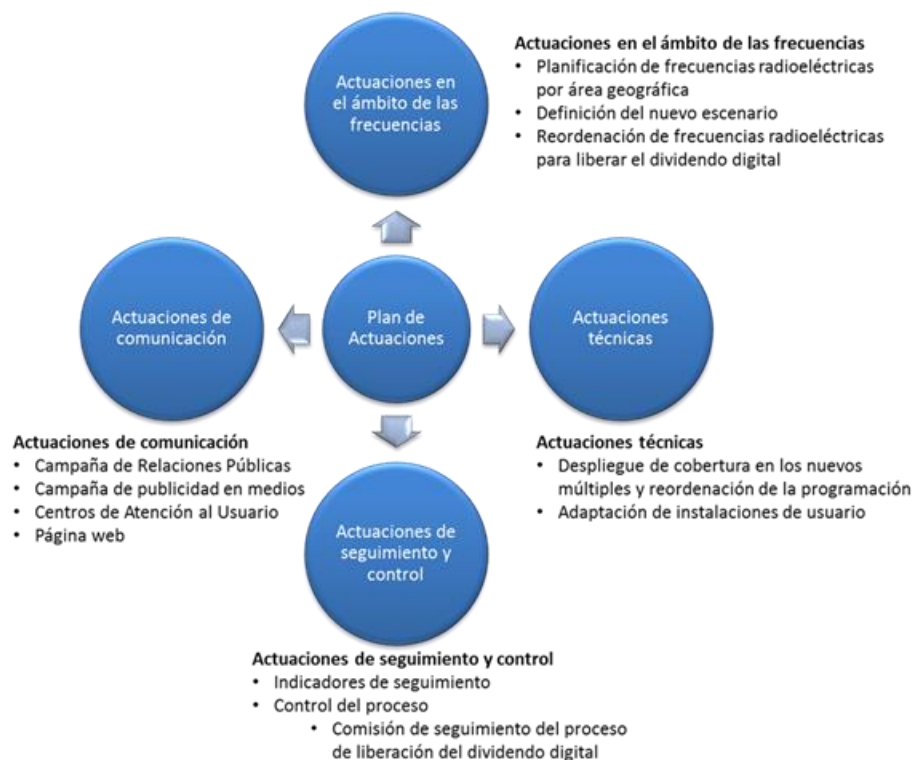 Actuaciones en
el ámbito de las
frecuencias
Actuaciones en el ámbito de las frecuencias
• Planificación de frecuencias radioeléctricas
por área geográfica
• Definición del nuevo escenario
• Reordenación de frecuencias radioeléctricas
para liberar el dividendo digital
Actuaciones de
comunicación
Plan de
Actuaciones
Actuaciones
técnicas
Actuaciones de comunicación
• Campaña de Relaciones Públicas
• Campaña de publicidad en medios
• Centros de Atención al Usuario
• Página web
Actuaciones técnicas
• Despliegue de cobertura en los nuevos
múltiples y reordenación de la programación
• Adaptación de instalaciones de usuario
Actuaciones de
seguimiento y
control
Actuaciones de seguimiento y control
• Indicadores de seguimiento
• Control del proceso
• Comisión de seguimiento del proceso
de liberación del dividendo digital